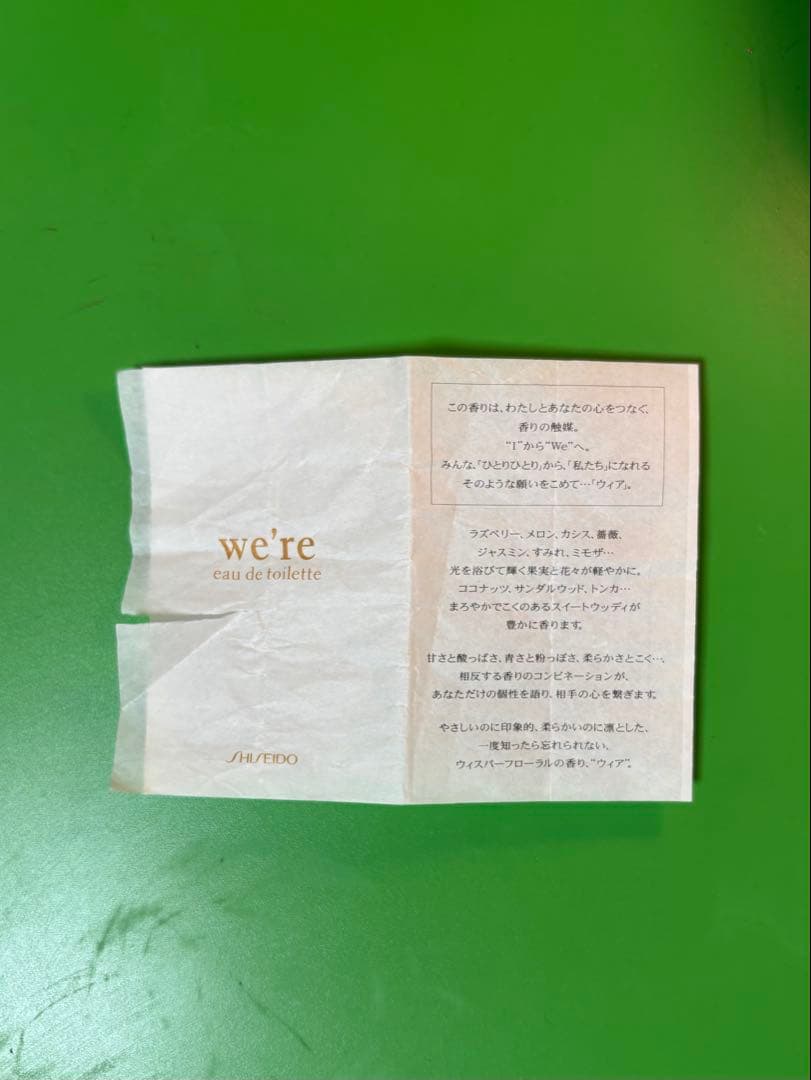 we're
eau de toilette
SHISEIDO
この香りは、わたしとあなたの心をつなぐ、
香りの触媒。
“I”から“We”へ。
みんな、「ひとりひとり」から、「私たち」になれる
そのような願いをこめて…「ウィア」。
ラズベリー、メロン、カシス、薔薇、
ジャスミン、すみれ、ミモザ…
光を浴びて輝く果実と花々が軽やかに。
ココナッツ、サンダルウッド、トンカ…
まろやかでこくのあるスイートウッディが
豊かに香ります。
甘さと酸っぱさ、青さと粉っぽさ、柔らかさとこく…、
相反する香りのコンビネーションが、
あなただけの個性を語り、相手の心を繋ぎます。
やさしいのに印象的、柔らかいのに凛とした、
一度知ったら忘れられない、
ウィスパーフローラルの香り、“ウィア”。